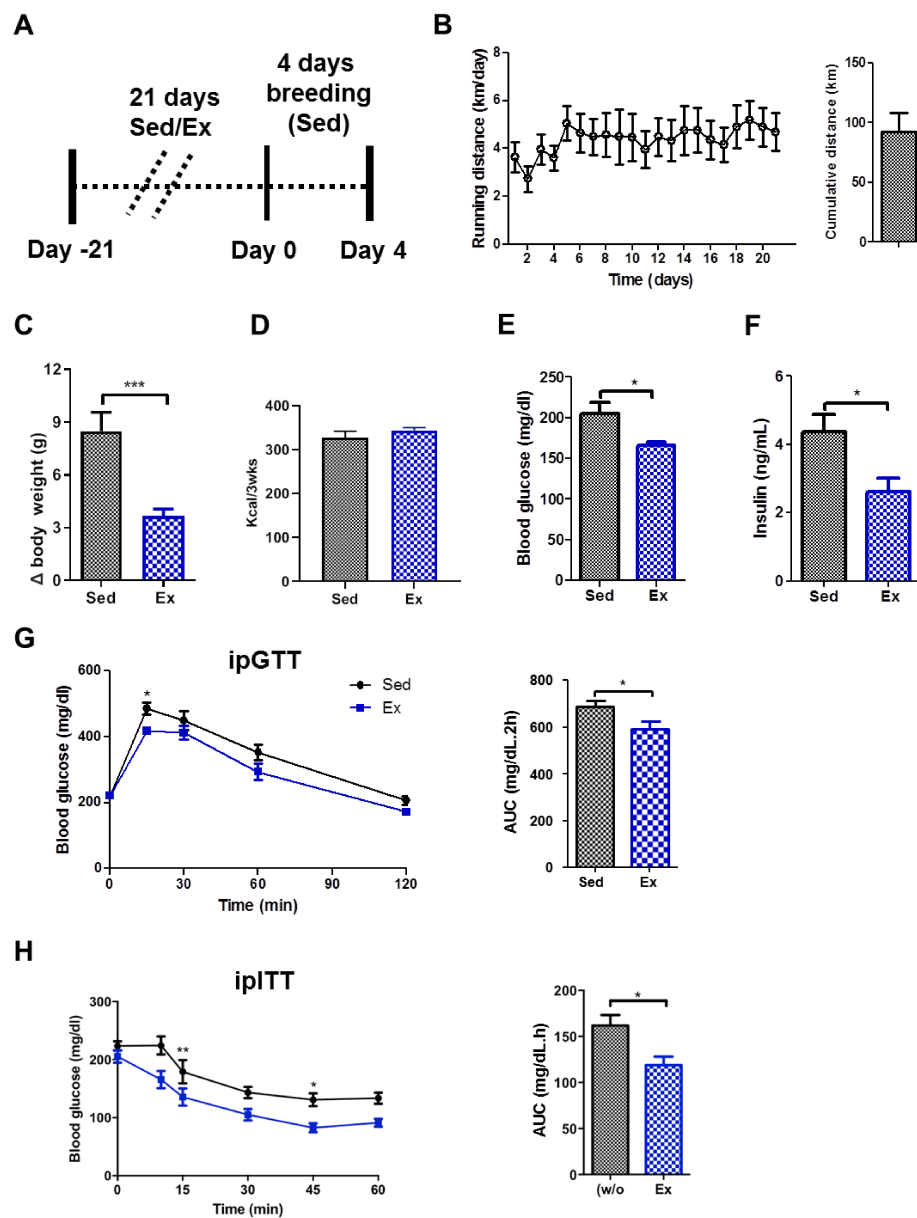 A
21 days
Sed/Ex
4 days
breeding
(Sed)
Day -21
Day 0
Day 4
B
Running distance (km/day)
8
6
4
2
0
2 4 6 8 10 12 14 16 18 20
Time (days)
Cumulative distance (km)
150
100
50
0
C
Δ body weight (g)
12
9
6
3
0
***
Sed Ex
D
Kcal/3wks
400
300
200
100
0
Sed Ex
E
Blood glucose (mg/dl)
250
200
150
100
50
0
*
Sed Ex
F
Insulin (ng/mL)
6
4
2
0
*
Sed Ex
G
ipGTT
Blood glucose (mg/dl)
600
400
200
0
*
Sed
Ex
0 30 60 90 120
Time (min)
AUC (mg/dL.2h)
800
600
400
200
0
*
Sed Ex
H
ipITT
Blood glucose (mg/dl)
300
200
100
0
**
*
0 15 30 45 60
Time (min)
AUC (mg/dL.h)
200
150
100
50
0
*
(w/o Ex